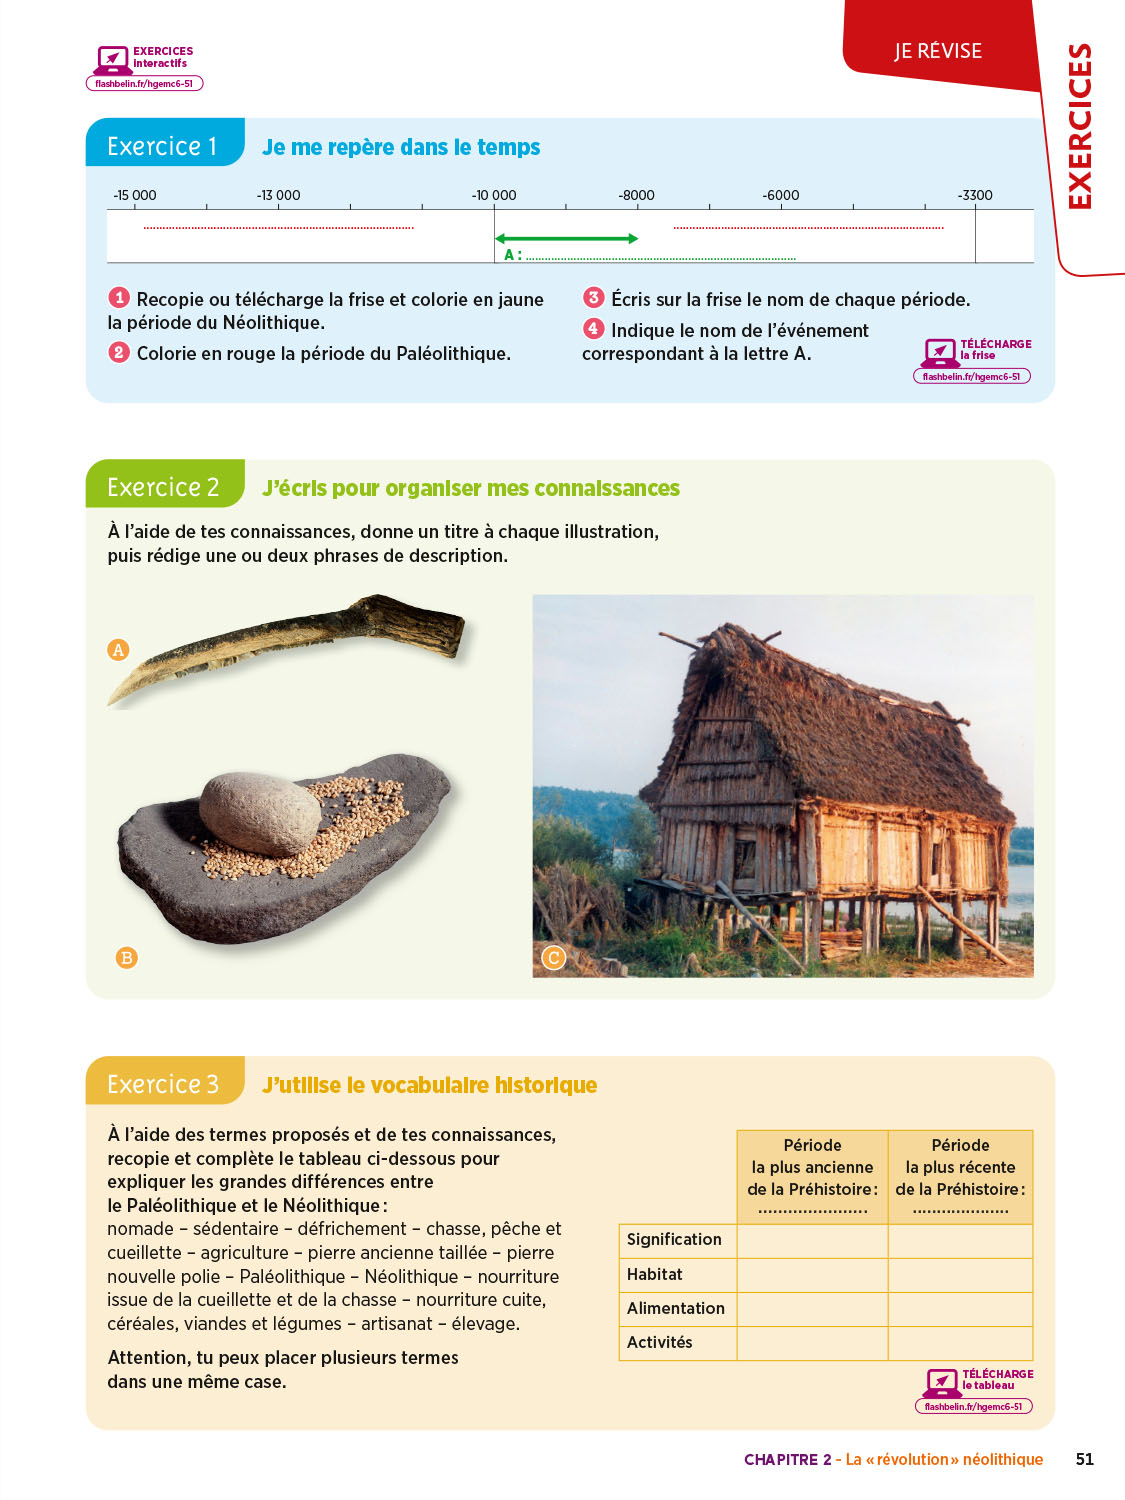 EXERCICES
interactifs
flashbelin.fr/hgemc6-51
JE RÉVISE
EXERCICES
Exercice 1
Je me repère dans le temps
-15 000
-13 000
-10 000
-8000
-6000
-3300
A : ....................................................................................
1 Recopie ou télécharge la frise et colorie en jaune
la période du Néolithique.
2 Colorie en rouge la période du Paléolithique.
3 Écris sur la frise le nom de chaque période.
4 Indique le nom de l'événement
correspondant à la lettre A.
TÉLÉCHARGE
la frise
flashbelin.fr/hgemc6-51
Exercice 2
J'écris pour organiser mes connaissances
À l'aide de tes connaissances, donne un titre à chaque illustration,
puis rédige une ou deux phrases de description.
A
B
C
Exercice 3
J'utilise le vocabulaire historique
À l'aide des termes proposés et de tes connaissances,
recopie et complète le tableau ci-dessous pour
expliquer les grandes différences entre
le Paléolithique et le Néolithique :
nomade – sédentaire – défrichement – chasse, pêche et
cueillette – agriculture – pierre ancienne taillée – pierre
nouvelle polie – Paléolithique – Néolithique – nourriture
issue de la cueillette et de la chasse – nourriture cuite,
céréales, viandes et légumes – artisanat – élevage.
Attention, tu peux placer plusieurs termes
dans une même case.
Période
la plus ancienne
de la Préhistoire :
......................
Période
la plus récente
de la Préhistoire :
....................
Signification
Habitat
Alimentation
Activités
TÉLÉCHARGE
le tableau
flashbelin.fr/hgemc6-51
CHAPITRE 2 - La « révolution » néolithique 51